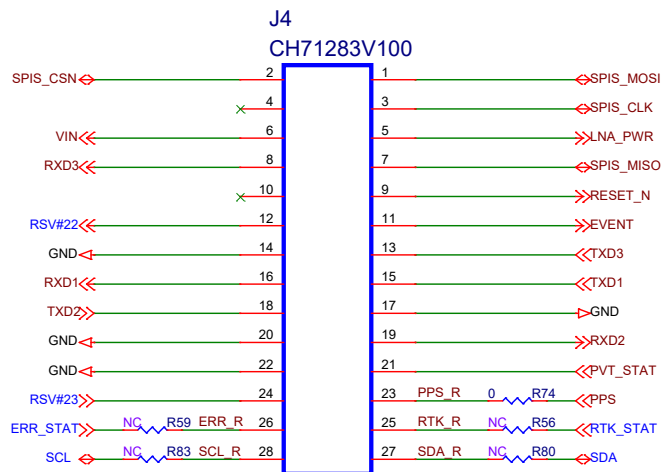 J4
CH71283V100
SPIS_CSN 2 1 SPIS_MOSI
4 3 SPIS_CLK
VIN 6 5 LNA_PWR
RXD3 8 7 SPIS_MISO
10 9 RESET_N
RSV#22 12 11 EVENT
GND 14 13 TXD3
RXD1 16 15 TXD1
TXD2 18 17 GND
GND 20 19 RXD2
GND 22 21 PVT_STAT
RSV#23 24 23 PPS_R 0 R74 PPS
ERR_STAT NC R59 ERR_R 26 25 RTK_R NC R56 RTK_STAT
SCL NC R83 SCL_R 28 27 SDA_R NC R80 SDA